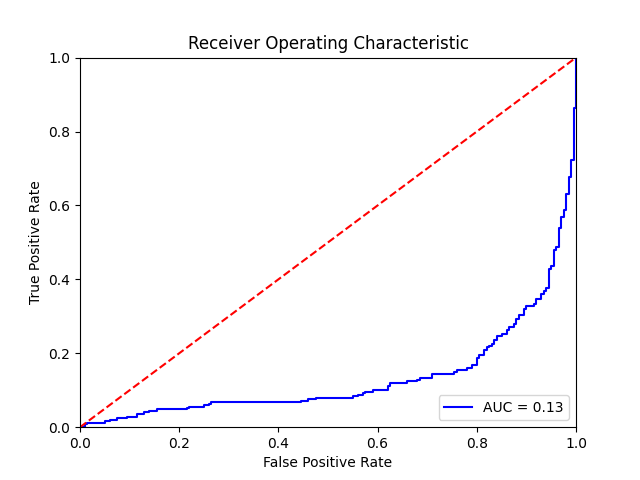 Receiver Operating Characteristic
True Positive Rate
1.0
0.8
0.6
0.4
0.2
0.0
AUC = 0.13
0.0 0.2 0.4 0.6 0.8 1.0
False Positive Rate